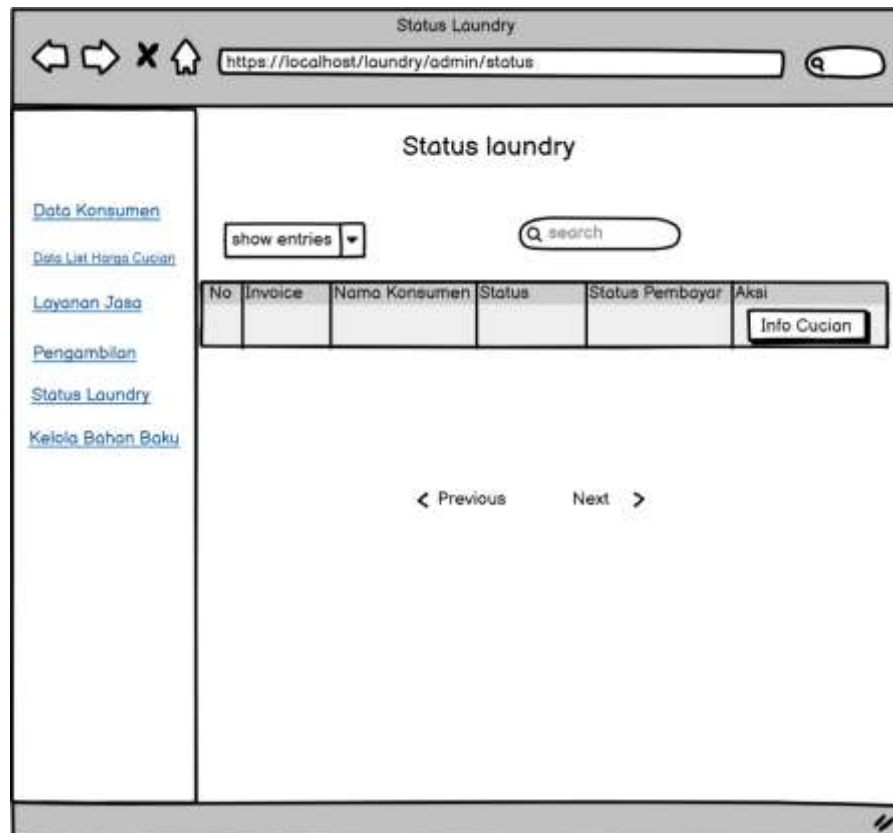 Status Laundry
https://localhost/laundry/admin/status
Status laundry
Data Konsumen
Data List Harga Cucian
Layanan Jasa
Pengambilan
Status Laundry
Kelola Bahan Baku
show entries
search
No Invoice Nama Konsumen Status Status Pembayar Aksi
Info Cucian
Previous Next